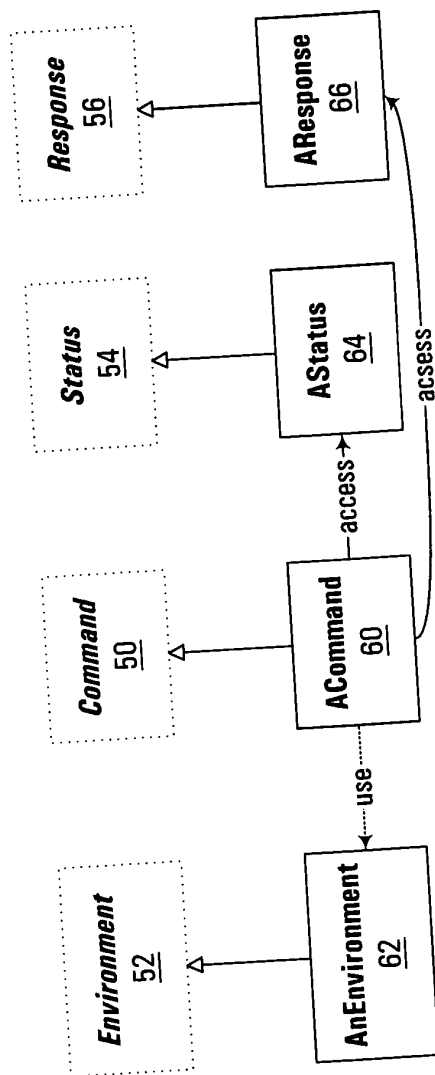 Environment
52
Command
50
Status
54
Response
56
AnEnvironment
62
use
ACommand
60
access
AStatus
64
AResponse
66
acsess